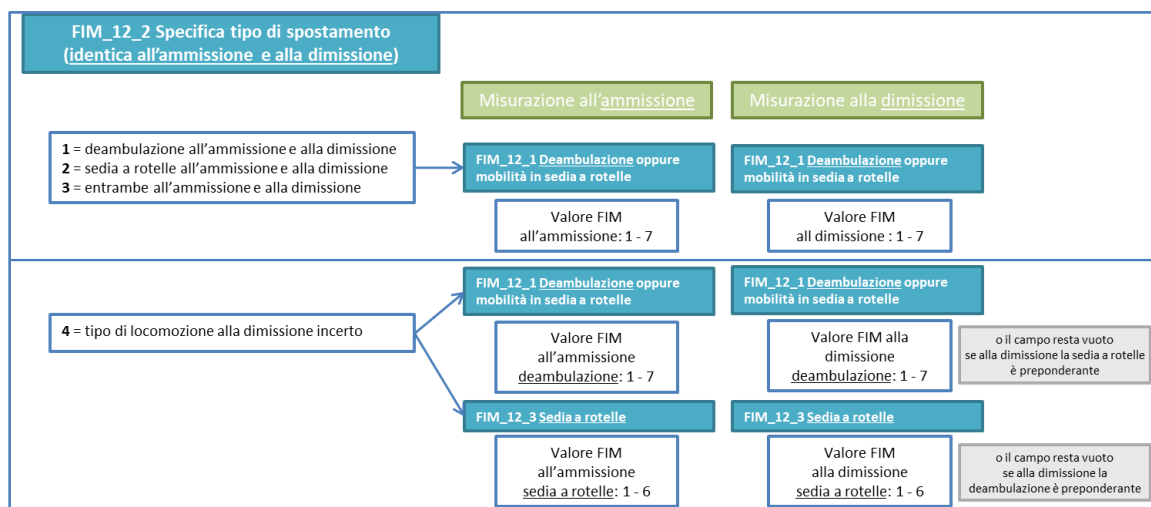 FIM_12_2 Specifica tipo di spostamento
(identica all'ammissione e alla dimissione)
Misurazione all'ammissione
Misurazione alla dimissione
1 = deambulazione all'ammissione e alla dimissione
2 = sedia a rotelle all'ammissione e alla dimissione
3 = entrambe all'ammissione e alla dimissione
FIM_12_1 Deambulazione oppure
mobilità in sedia a rotelle
FIM_12_1 Deambulazione oppure
mobilità in sedia a rotelle
Valore FIM
all'ammissione: 1 - 7
Valore FIM
all dimissione : 1 - 7
4 = tipo di locomozione alla dimissione incerto
FIM_12_1 Deambulazione oppure
mobilità in sedia a rotelle
FIM_12_1 Deambulazione oppure
mobilità in sedia a rotelle
Valore FIM
all'ammissione
deambulazione: 1 - 7
Valore FIM alla
dimissione
deambulazione: 1 - 7
o il campo resta vuoto
se alla dimissione la sedia a rotelle
è preponderante
FIM_12_3 Sedia a rotelle
FIM_12_3 Sedia a rotelle
Valore FIM
all'ammissione
sedia a rotelle: 1 - 6
Valore FIM
alla dimissione
sedia a rotelle: 1 - 6
o il campo resta vuoto
se alla dimissione la
deambulazione è preponderante